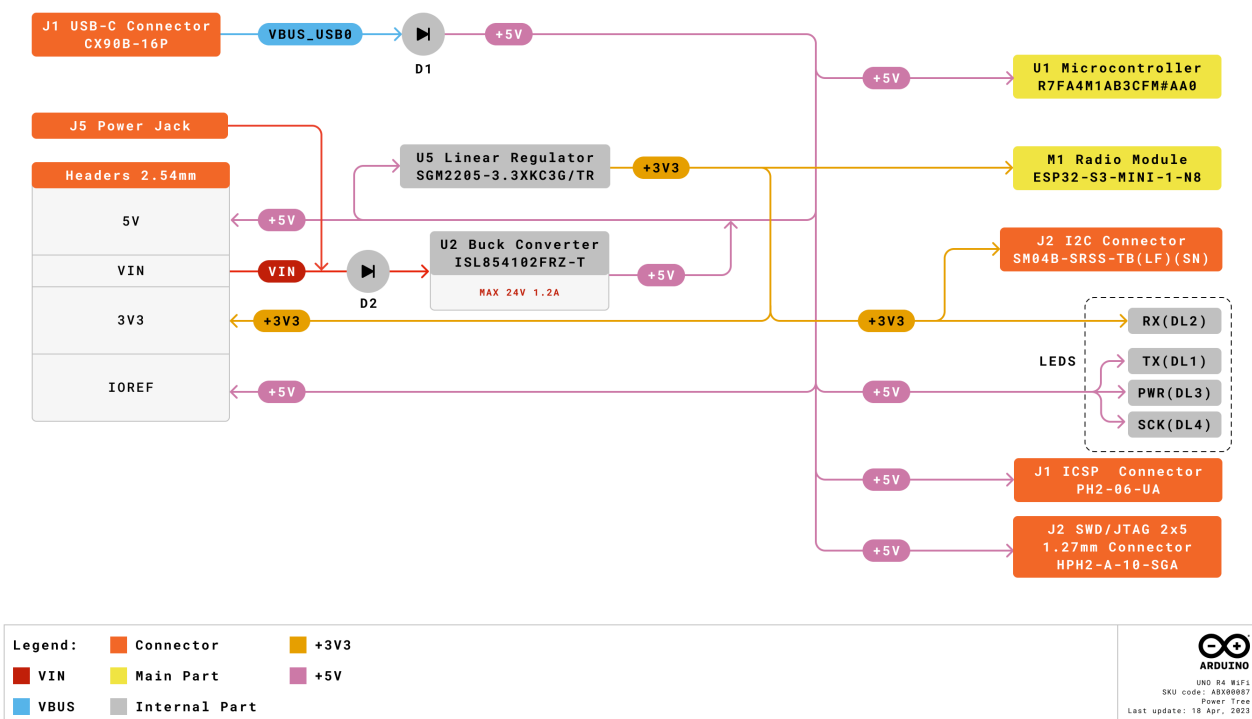 J1 USB-C Connector
CX90B-16P
VBUS_USB0
+5V
D1
+5V
U1 Microcontroller
R7FA4M1AB3CFM#AA0
J5 Power Jack
U5 Linear Regulator
SGM2205-3.3XKC3G/TR
+3V3
M1 Radio Module
ESP32-S3-MINI-1-N8
Headers 2.54mm
5V
+5V
U2 Buck Converter
ISL854102FRZ-T
MAX 24V 1.2A
J2 I2C Connector
SM04B-SRSS-TB(LF)(SN)
VIN
VIN
D2
+5V
3V3
+3V3
+3V3
RX(DL2)
LEDS
TX(DL1)
IOREF
+5V
+5V
PWR(DL3)
SCK(DL4)
+5V
J1 ICSP  Connector
PH2-06-UA
+5V
J2 SWD/JTAG 2x5
1.27mm Connector
HPH2-A-10-SGA
Legend:
Connector
+3V3
VIN
Main Part
+5V
VBUS
Internal Part
ARDUINO
UNO R4 WiFi
SKU code: ABX00087
Power Tree
Last update: 18 Apr, 2023